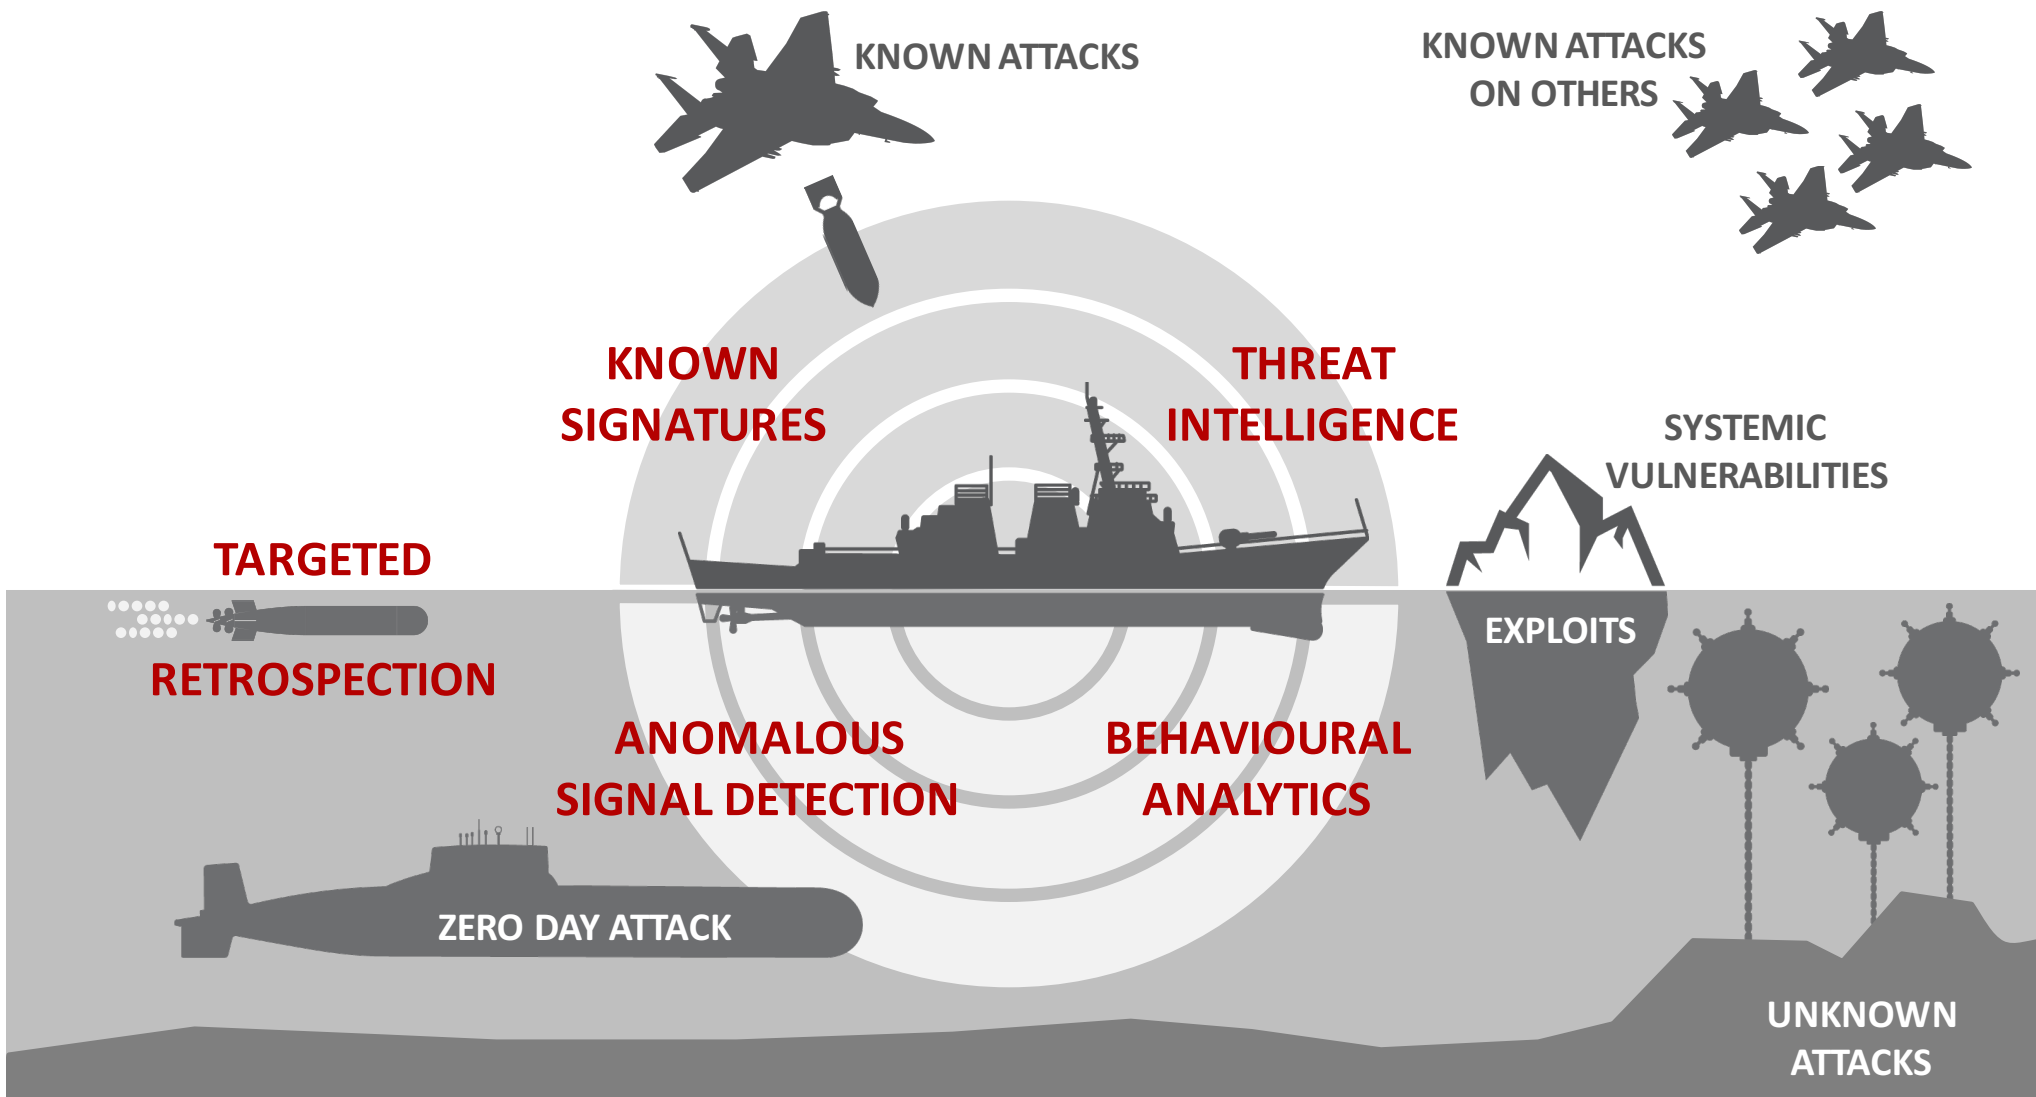 KNOWN ATTACKS
KNOWN ATTACKS
ON OTHERS
KNOWN
SIGNATURES
THREAT
INTELLIGENCE
SYSTEMIC
VULNERABILITIES
TARGETED
RETROSPECTION
EXPLOITS
ANOMALOUS
SIGNAL DETECTION
BEHAVIOURAL
ANALYTICS
ZERO DAY ATTACK
UNKNOWN
ATTACKS